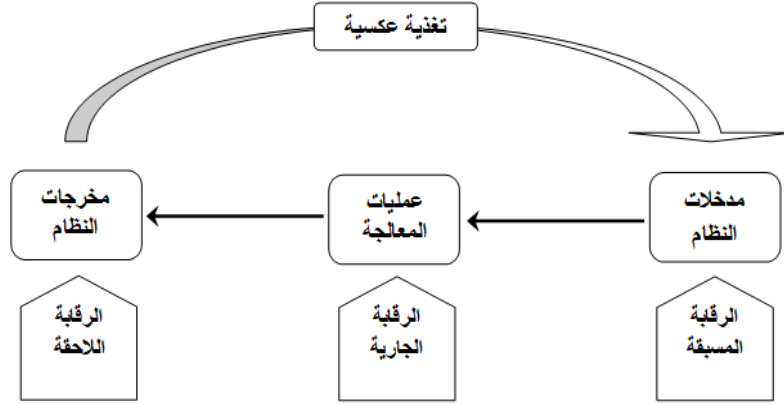 تغذية عكسية
مدخلات
النظام
عمليات
المعالجة
مخرجات
النظام
الرقابة
المسبقة
الرقابة
الجارية
الرقابة
اللاحقة